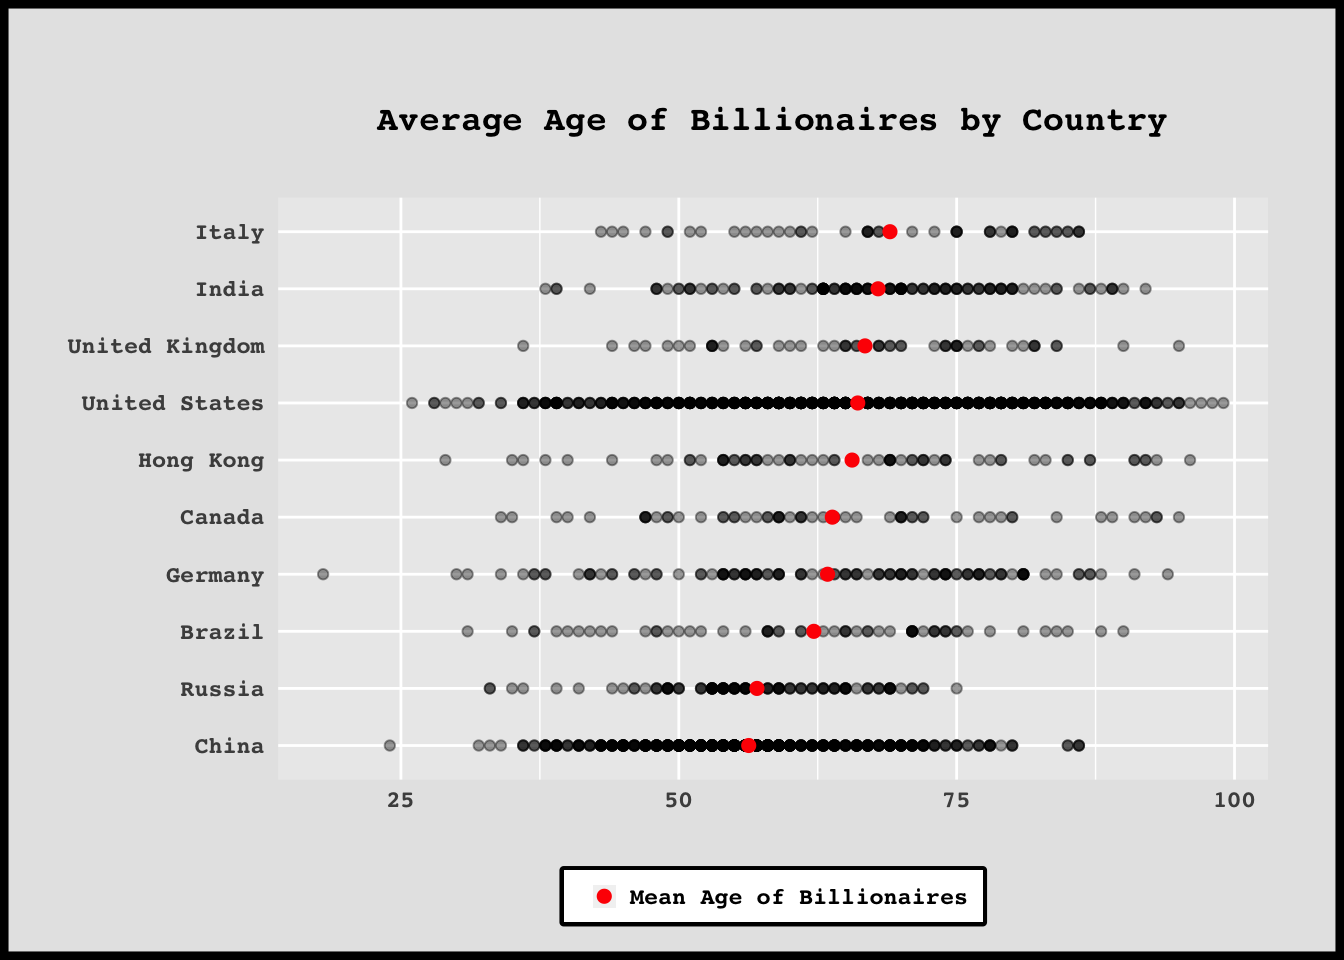 Average Age of Billionaires by Country
Italy
India
United Kingdom
United States
Hong Kong
Canada
Germany
Brazil
Russia
China
25 50 75 100
Mean Age of Billionaires